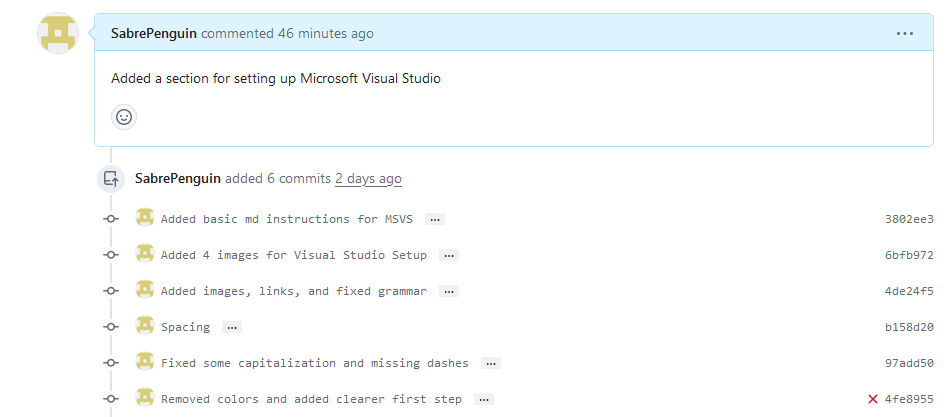 SabrePenguin commented 46 minutes ago ...
Added a section for setting up Microsoft Visual Studio
SabrePenguin added 6 commits 2 days ago
Added basic md instructions for MSVS ... 3802ee3
Added 4 images for Visual Studio Setup ... 6bfb972
Added images, links, and fixed grammar ... 4de24f5
Spacing ... b158d20
Fixed some capitalization and missing dashes ... 97add50
Removed colors and added clearer first step ... 4fe8955